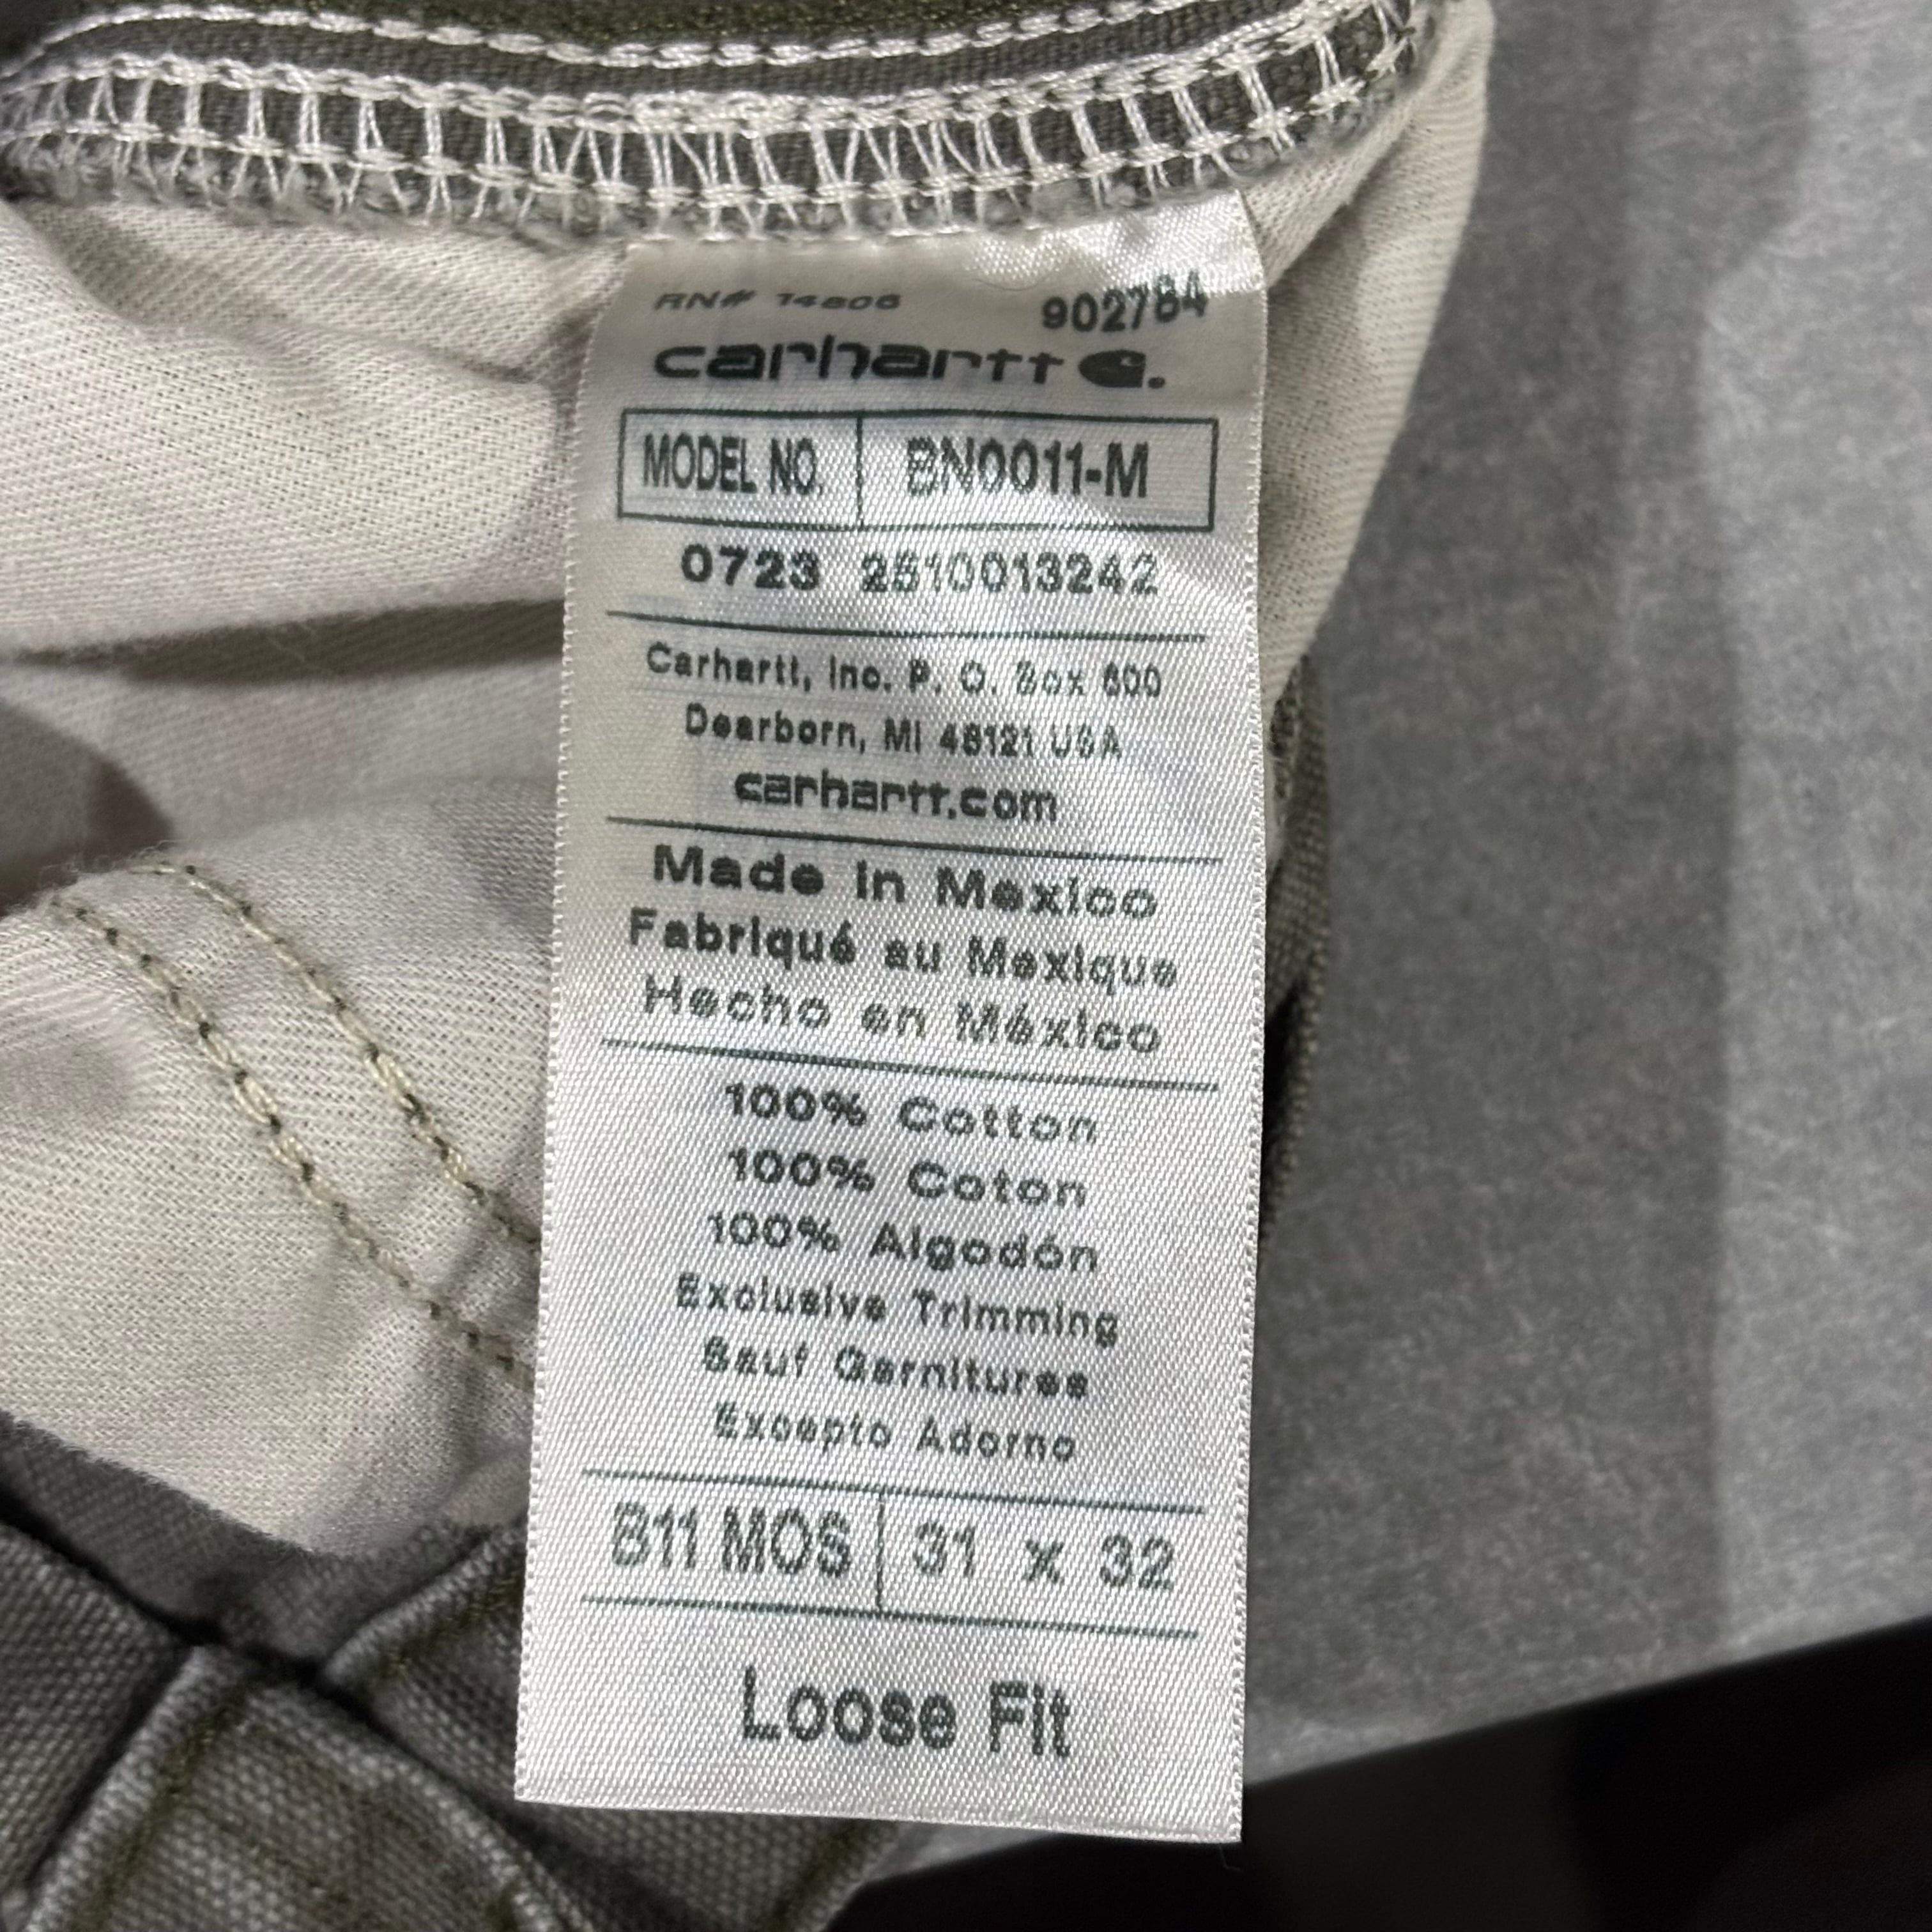 RN# 14806 902784
carhartt
MODEL NO. BN0011-M
0723 2510013242
Carhartt, Inc. P. O. Box 600
Dearborn, MI 48121 USA
carhartt.com
Made In Mexico
Fabriqué au Mexique
Hecho en México
100% Cotton
100% Coton
100% Algodón
Exclusive Trimming
Sauf Garnitures
Excepto Adorno
B11 MOS 31 x 32
Loose Fit